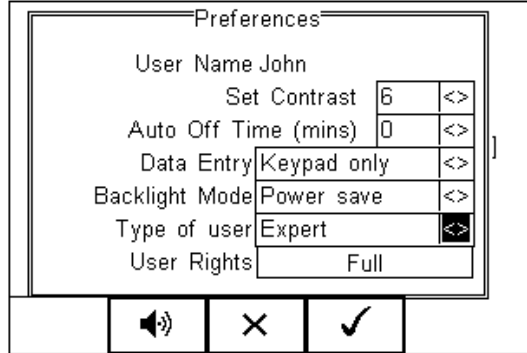 Preferences
User Name John
Set Contrast 6 <>
Auto Off Time (mins) 0 <>
Data Entry Keypad only <>
Backlight Mode Power save <>
Type of user Expert <>
User Rights Full